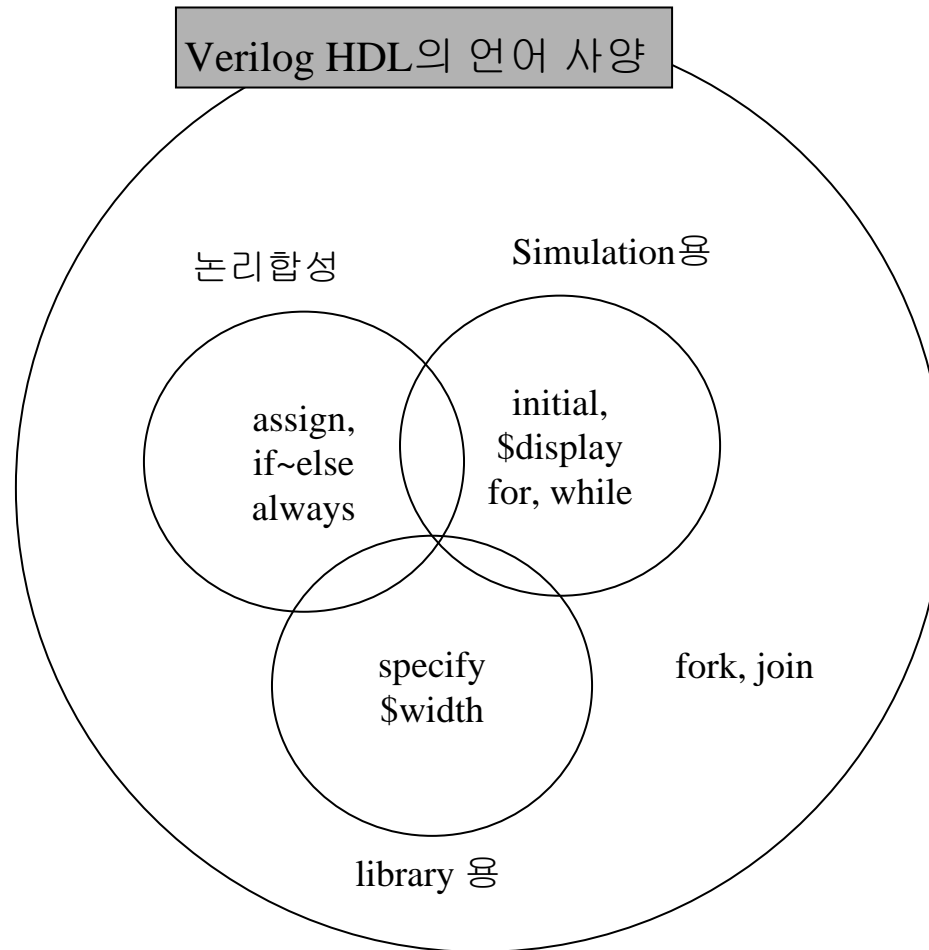 Verilog HDL의 언어 사양
논리합성
Simulation용
assign,
if~else
always
initial,
$display
for, while
specify
$width
fork, join
library 용